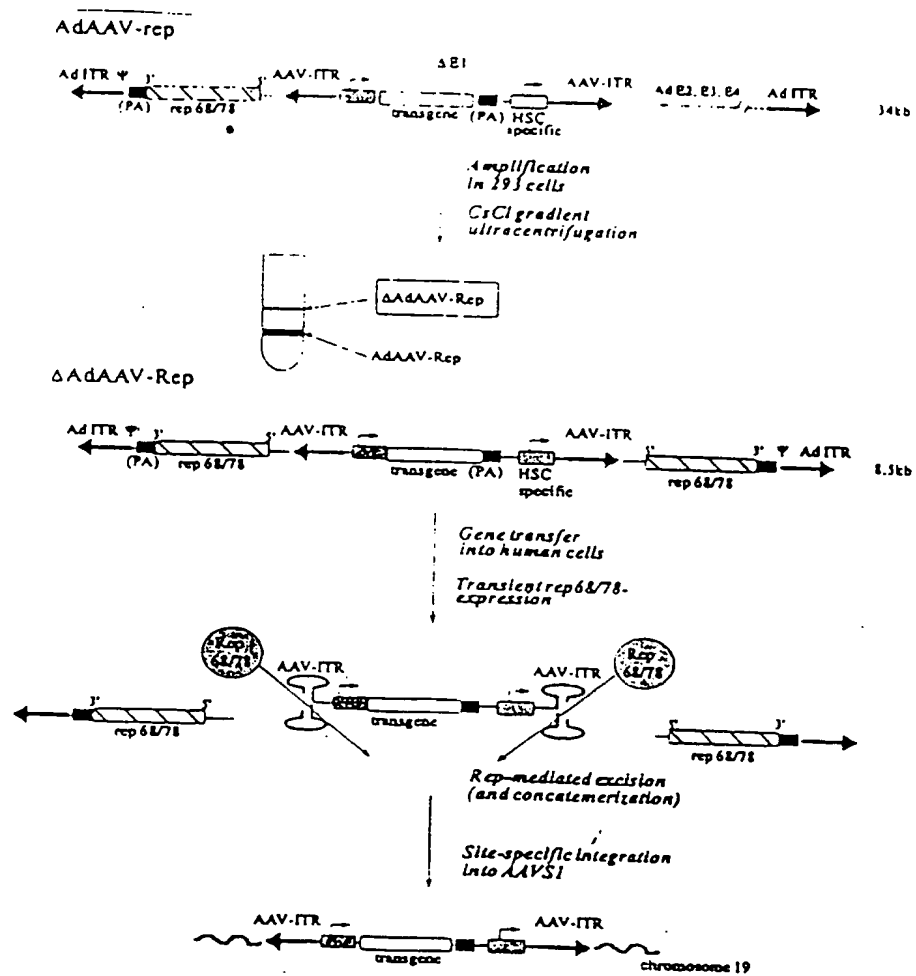 AdAAV-rep
ΔE1
Ad ITR Ψ 3' 5' AAV-ITR AAV-ITR Ad E2, E3, E4 Ad ITR
(PA) rep 68/78 transgene (PA) HSC specific 34kb
Amplification
in 293 cells
CsCl gradient
ultracentrifugation
ΔAdAAV-Rep
AdAAV-Rep
ΔAdAAV-Rep
Ad ITR Ψ 3' 5' AAV-ITR AAV-ITR 5' 3' Ψ Ad ITR
(PA) rep 68/78 transgene (PA) HSC specific rep 68/78 8.5kb
Gene transfer
into human cells
Transient rep68/78-
expression
Rep 68/78 AAV-ITR AAV-ITR Rep 68/78
3' 5' transgene 5' 3'
rep 68/78 rep 68/78
Rep-mediated excision
(and concatemerization)
Site-specific integration
into AAVS1
AAV-ITR AAV-ITR
transgene chromosome 19